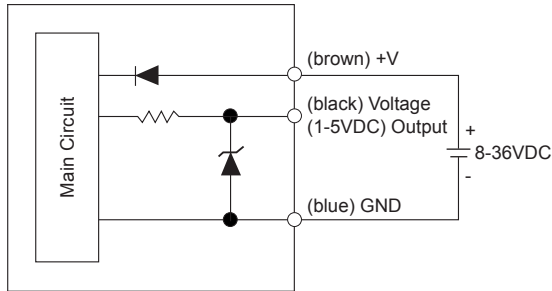 (brown) +V
Main Circuit
(black) Voltage
(1-5VDC) Output
+
8-36VDC
-
(blue) GND